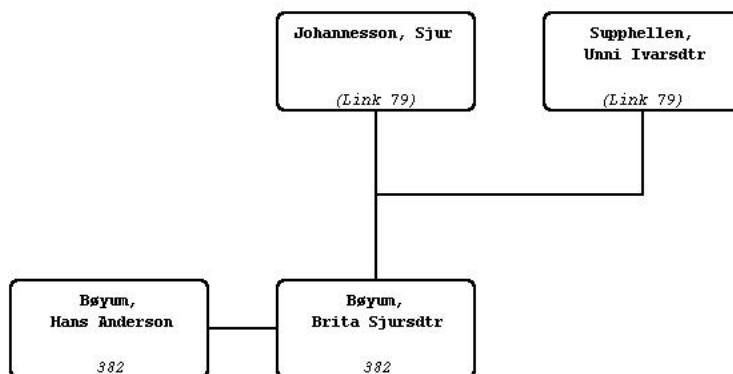 Johannesson, Sjur
(Link 79)
Supphellen,
Unni Ivarsdtr
(Link 79)
Bøyum,
Hans Anderson
382
Bøyum,
Brita Sjursdtr
382